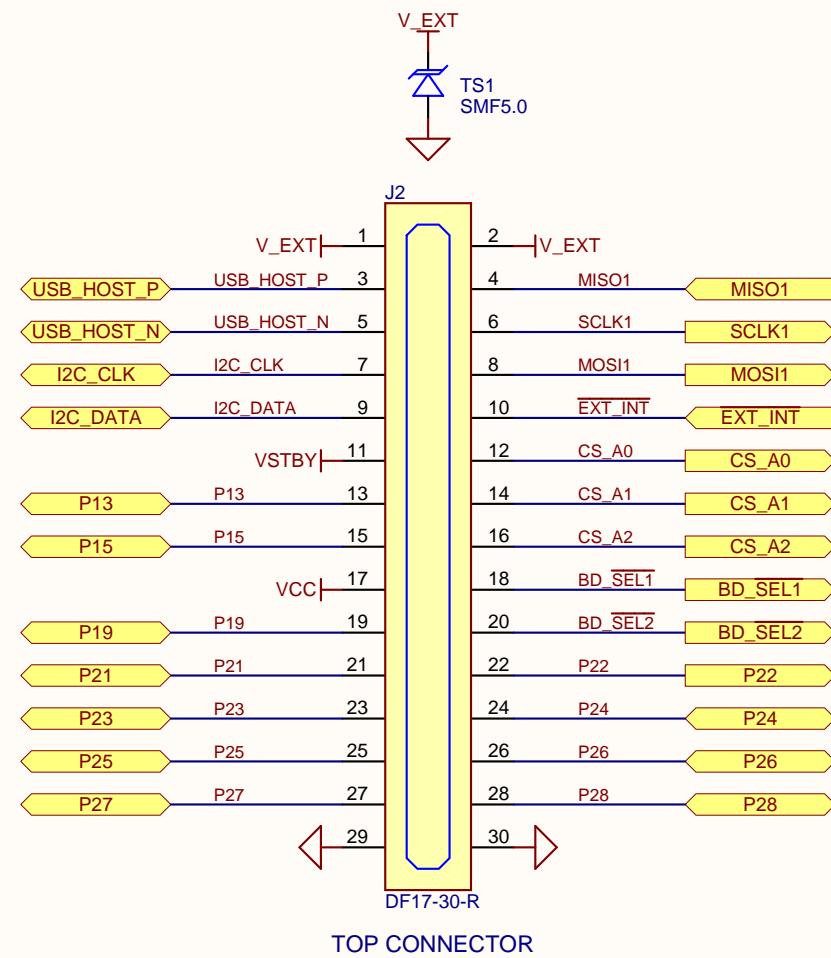 V_EXT
TS1
SMF5.0
J2
V_EXT 1 2 V_EXT
USB_HOST_P USB_HOST_P 3 4 MISO1 MISO1
USB_HOST_N USB_HOST_N 5 6 SCLK1 SCLK1
I2C_CLK I2C_CLK 7 8 MOSI1 MOSI1
I2C_DATA I2C_DATA 9 10 EXT_INT EXT_INT
VSTBY 11 12 CS_A0 CS_A0
P13 P13 13 14 CS_A1 CS_A1
P15 P15 15 16 CS_A2 CS_A2
VCC 17 18 BD_SEL1 BD_SEL1
P19 P19 19 20 BD_SEL2 BD_SEL2
P21 P21 21 22 P22 P22
P23 P23 23 24 P24 P24
P25 P25 25 26 P26 P26
P27 P27 27 28 P28 P28
29 30
DF17-30-R
TOP CONNECTOR